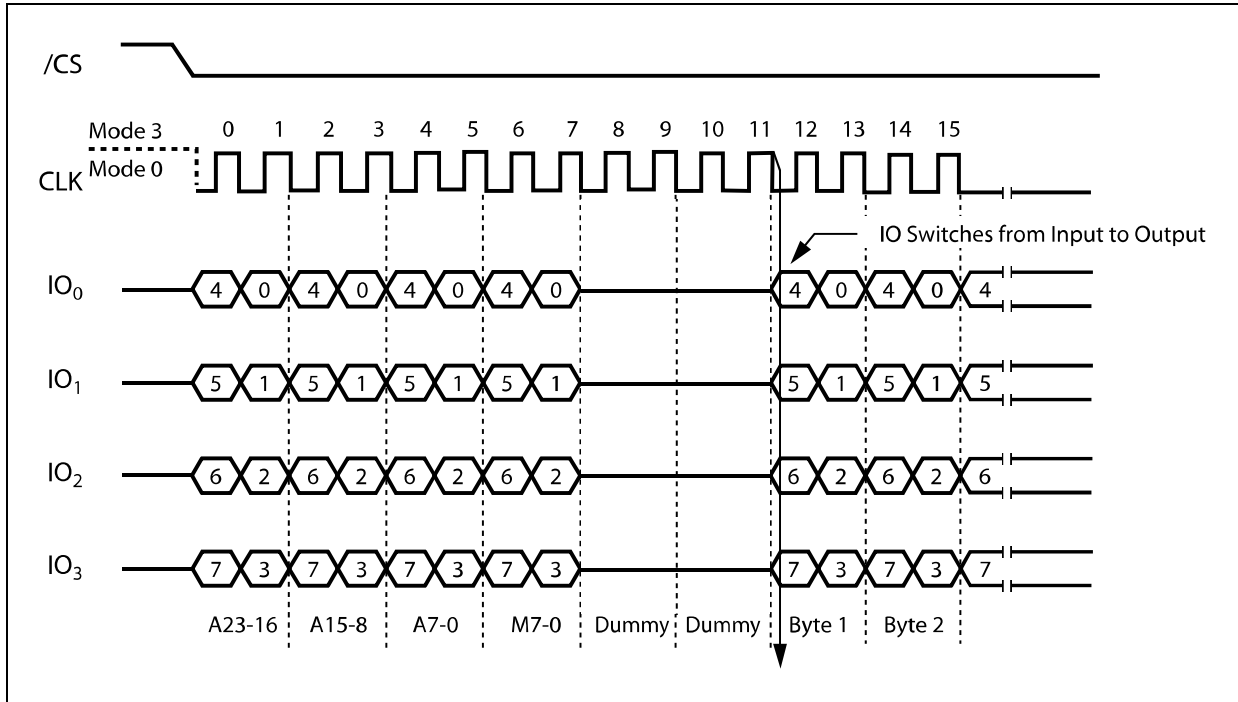 /CS
Mode 3 0 1 2 3 4 5 6 7 8 9 10 11 12 13 14 15
CLK Mode 0
IO Switches from Input to Output
IO0 4 0 4 0 4 0 4 0 4 0 4 0 4
IO1 5 1 5 1 5 1 5 1 5 1 5 1 5
IO2 6 2 6 2 6 2 6 2 6 2 6 2 6
IO3 7 3 7 3 7 3 7 3 7 3 7 3 7
A23-16 A15-8 A7-0 M7-0 Dummy Dummy Byte 1 Byte 2